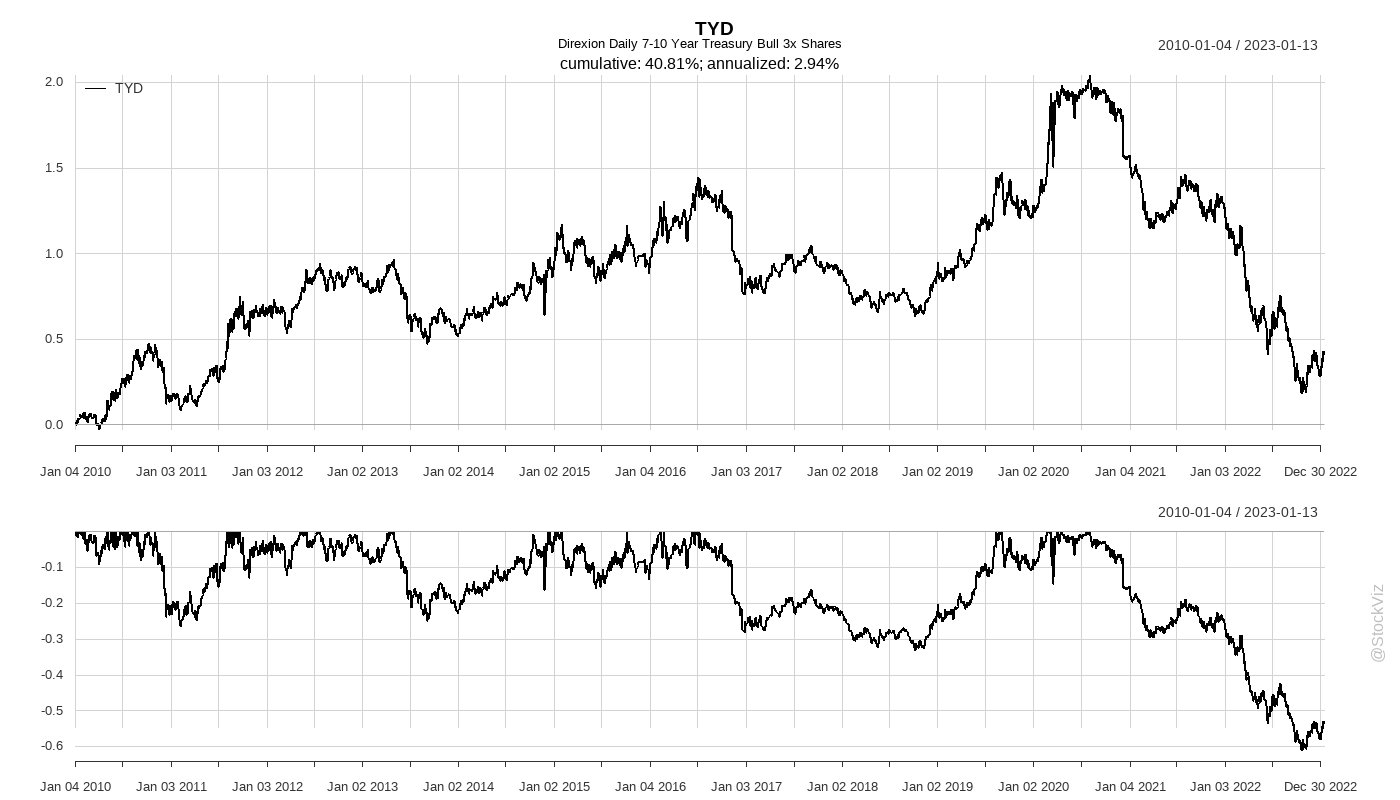 TYD
Direxion Daily 7-10 Year Treasury Bull 3x Shares
cumulative: 40.81%; annualized: 2.94%
2010-01-04 / 2023-01-13
TYD
2.0
1.5
1.0
0.5
0.0
Jan 04 2010 Jan 03 2011 Jan 03 2012 Jan 02 2013 Jan 02 2014 Jan 02 2015 Jan 04 2016 Jan 03 2017 Jan 02 2018 Jan 02 2019 Jan 02 2020 Jan 04 2021 Jan 03 2022 Dec 30 2022
2010-01-04 / 2023-01-13
-0.1
-0.2
-0.3
-0.4
-0.5
-0.6
Jan 04 2010 Jan 03 2011 Jan 03 2012 Jan 02 2013 Jan 02 2014 Jan 02 2015 Jan 04 2016 Jan 03 2017 Jan 02 2018 Jan 02 2019 Jan 02 2020 Jan 04 2021 Jan 03 2022 Dec 30 2022
@StockViz